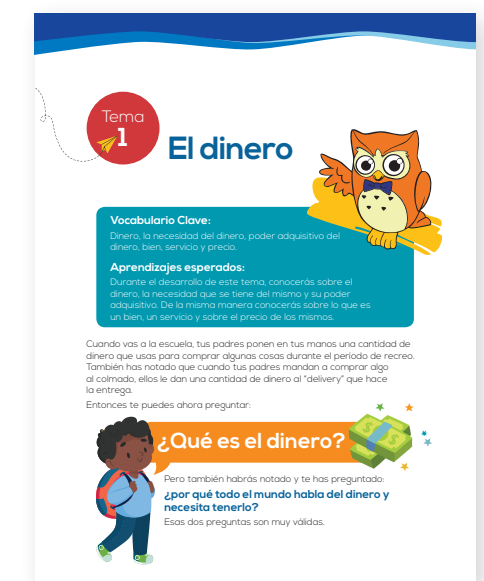 Tema
1
El dinero
Vocabulario Clave:
Dinero, la necesidad del dinero, poder adquisitivo del
dinero, bien, servicio y precio.
Aprendizajes esperados:
Durante el desarrollo de este tema, conocerás sobre el
dinero, la necesidad que se tiene del mismo y su poder
adquisitivo. De la misma manera conocerás sobre lo que es
un bien, un servicio y sobre el precio de los mismos.
Cuando vas a la escuela, tus padres ponen en tus manos una cantidad de
dinero que usas para comprar algunas cosas durante el período de recreo.
También has notado que cuando tus padres mandan a comprar algo
al colmado, ellos le dan una cantidad de dinero al "delivery" que hace
la entrega.
Entonces te puedes ahora preguntar:
¿Qué es el dinero?
Pero también habrás notado y te has preguntado:
¿por qué todo el mundo habla del dinero y
necesita tenerlo?
Esas dos preguntas son muy válidas.